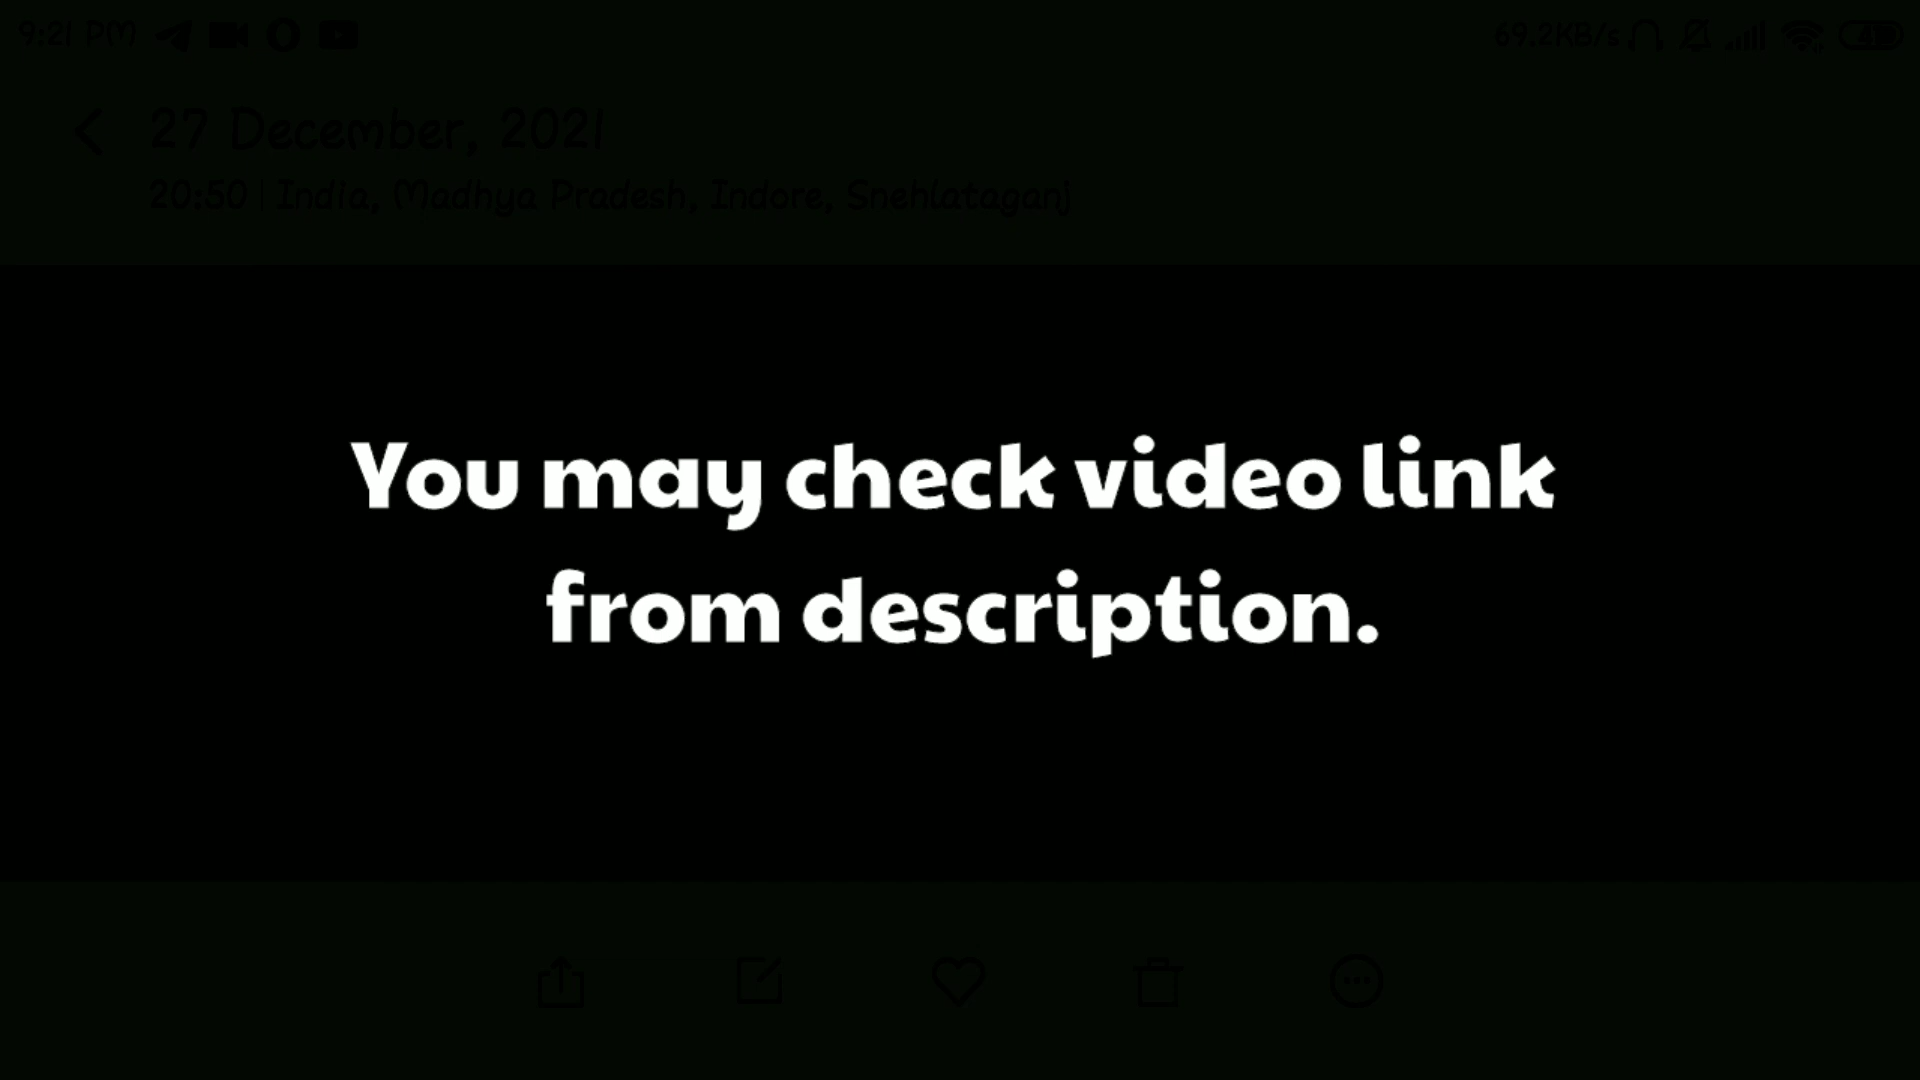 9:21 PM
69.2KB/s
27 December, 2021
20:50 | India, Madhya Pradesh, Indore, Snehlataganj
You may check video link
from description.